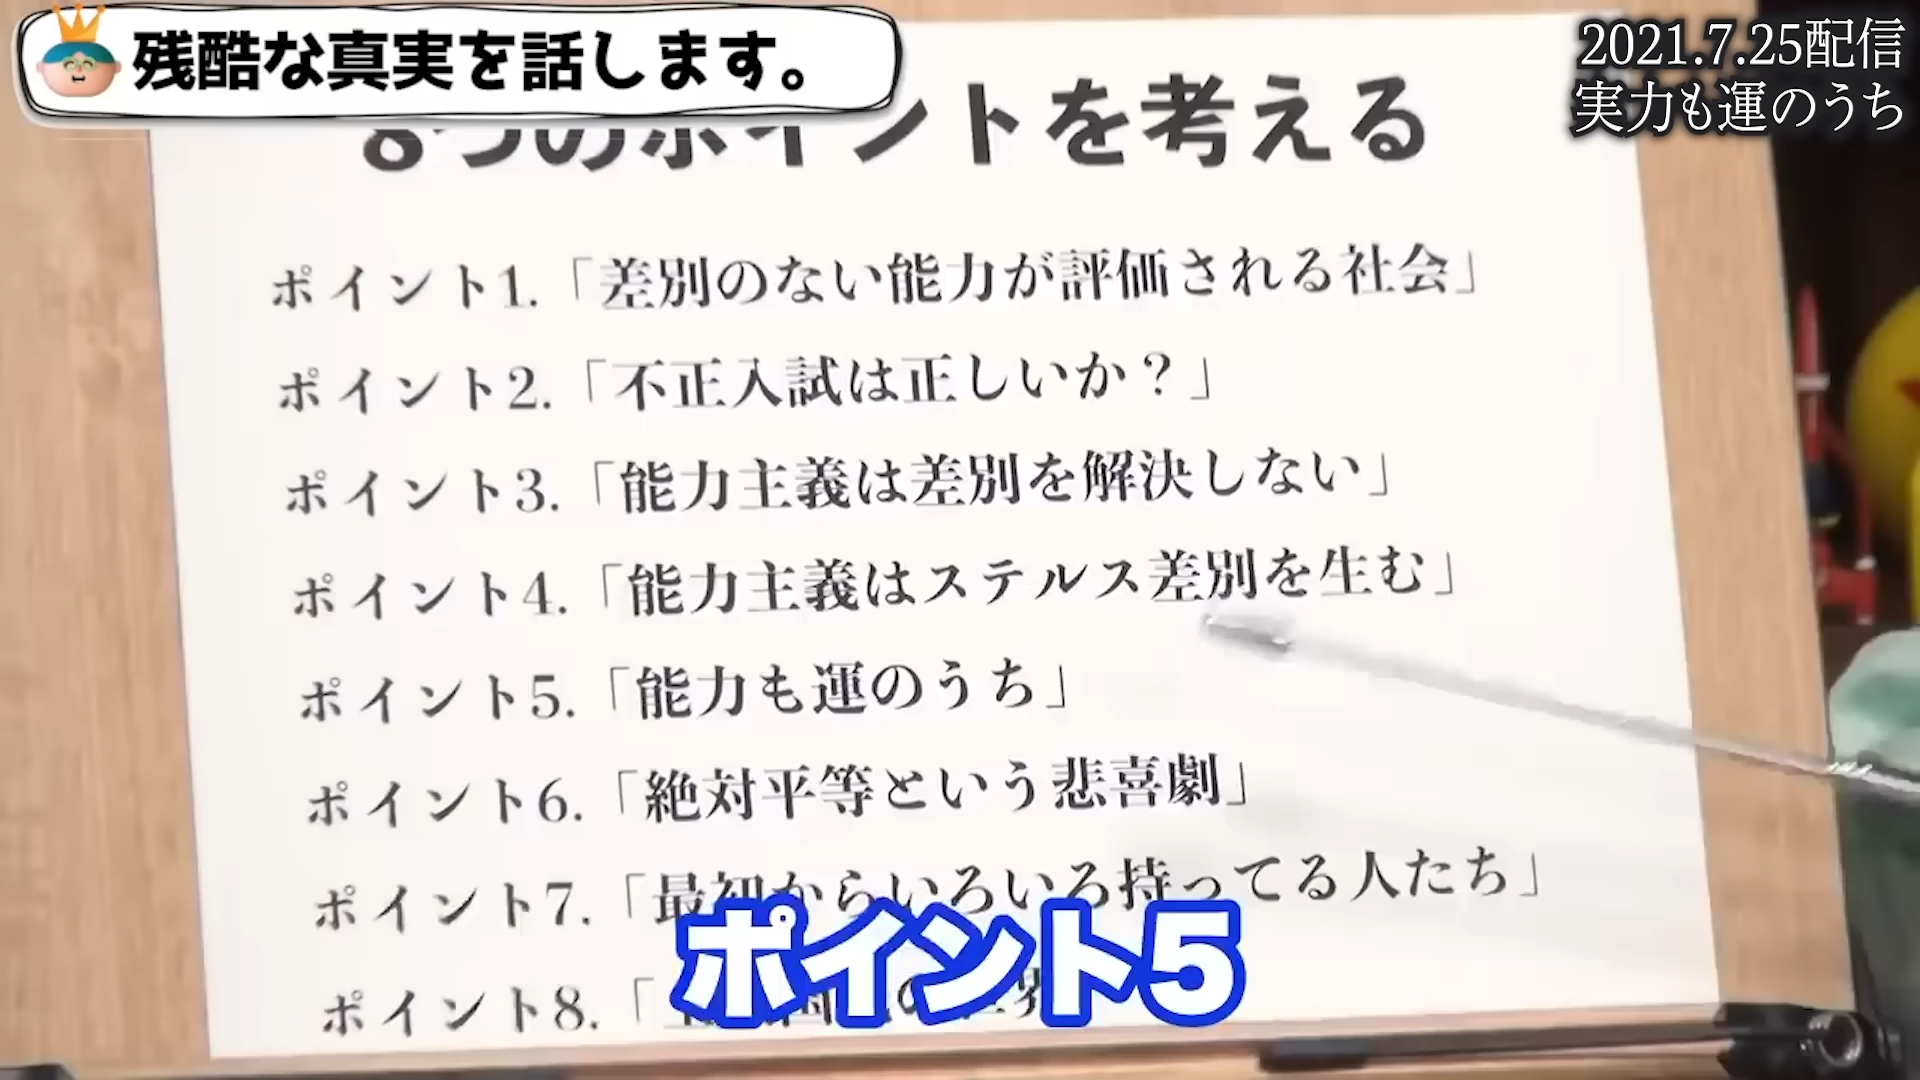 残酷な真実を話します。
2021.7.25配信
実力も運のうち
8つのポイントを考える
ポイント1.「差別のない能力が評価される社会」
ポイント2.「不正入試は正しいか？」
ポイント3.「能力主義は差別を解決しない」
ポイント4.「能力主義はステルス差別を生む」
ポイント5.「能力も運のうち」
ポイント6.「絶対平等という悲喜劇」
ポイント7.「最初からいろいろ持ってる人たち」
ポイント8.「
ポイント5